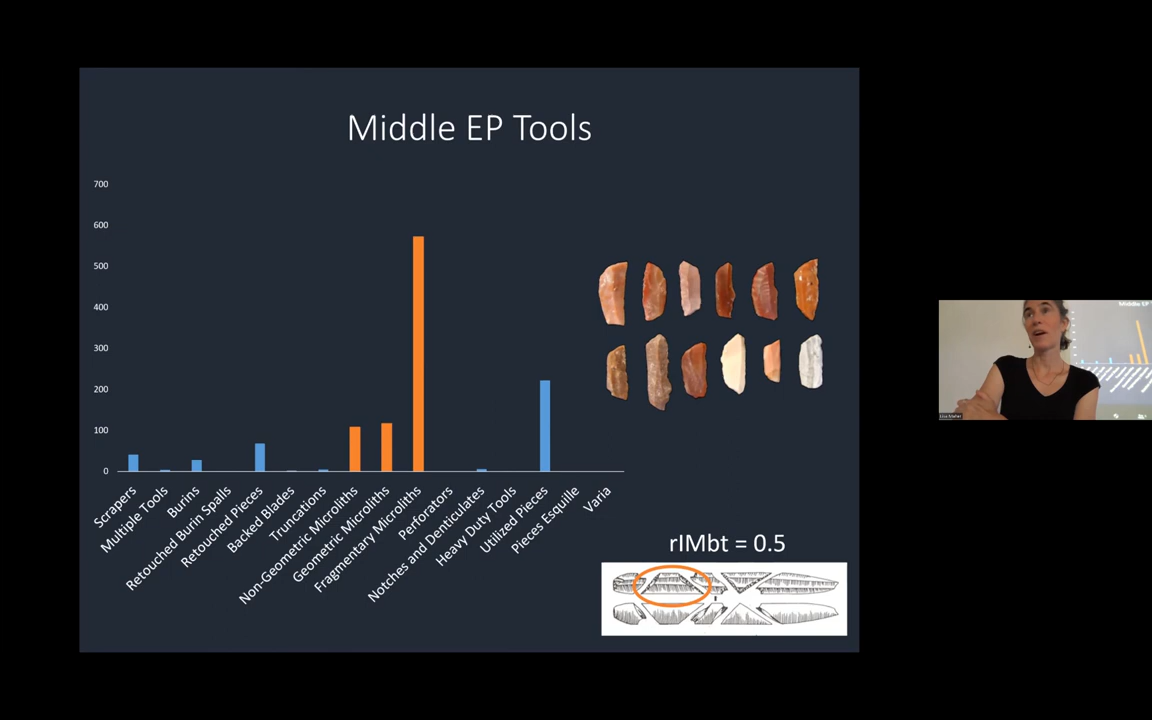 Middle EP Tools
700
600
500
400
300
200
100
0
Scrapers
Multiple Tools
Burins
Retouched Burin Spalls
Retouched Pieces
Backed Blades
Truncations
Non-Geometric Microliths
Geometric Microliths
Fragmentary Microliths
Perforators
Notches and Denticulates
Heavy Duty Tools
Utilized Pieces
Pieces Esquille
Varia
rIMbt = 0.5
Middle EP